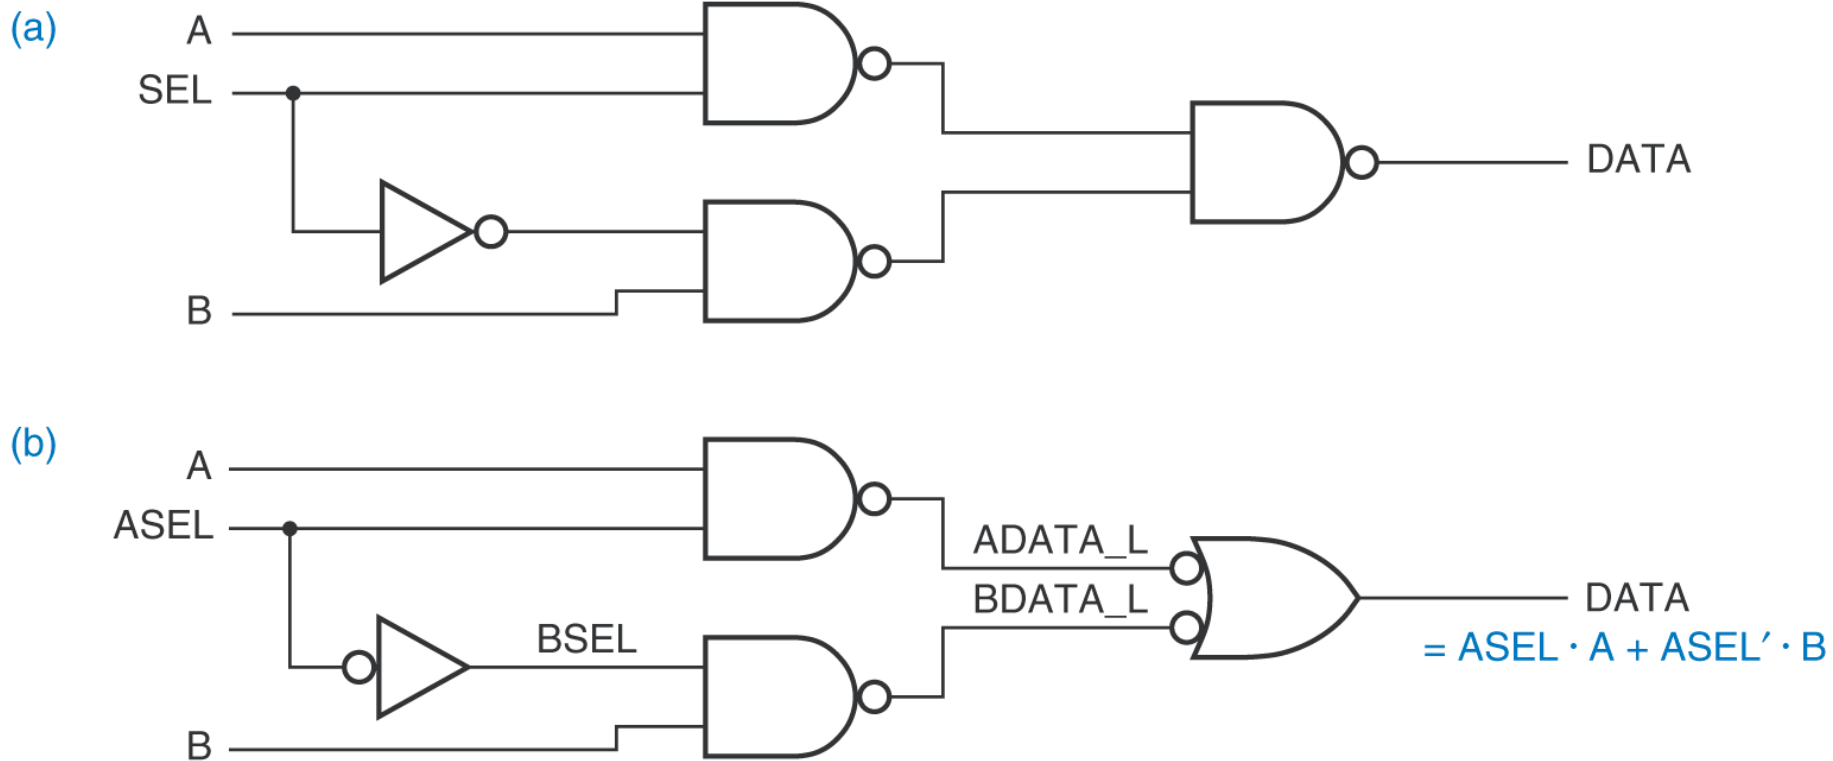 (a)
A
SEL
B
DATA
(b)
A
ASEL
BSEL
B
ADATA_L
BDATA_L
DATA
= ASEL · A + ASEL′ · B